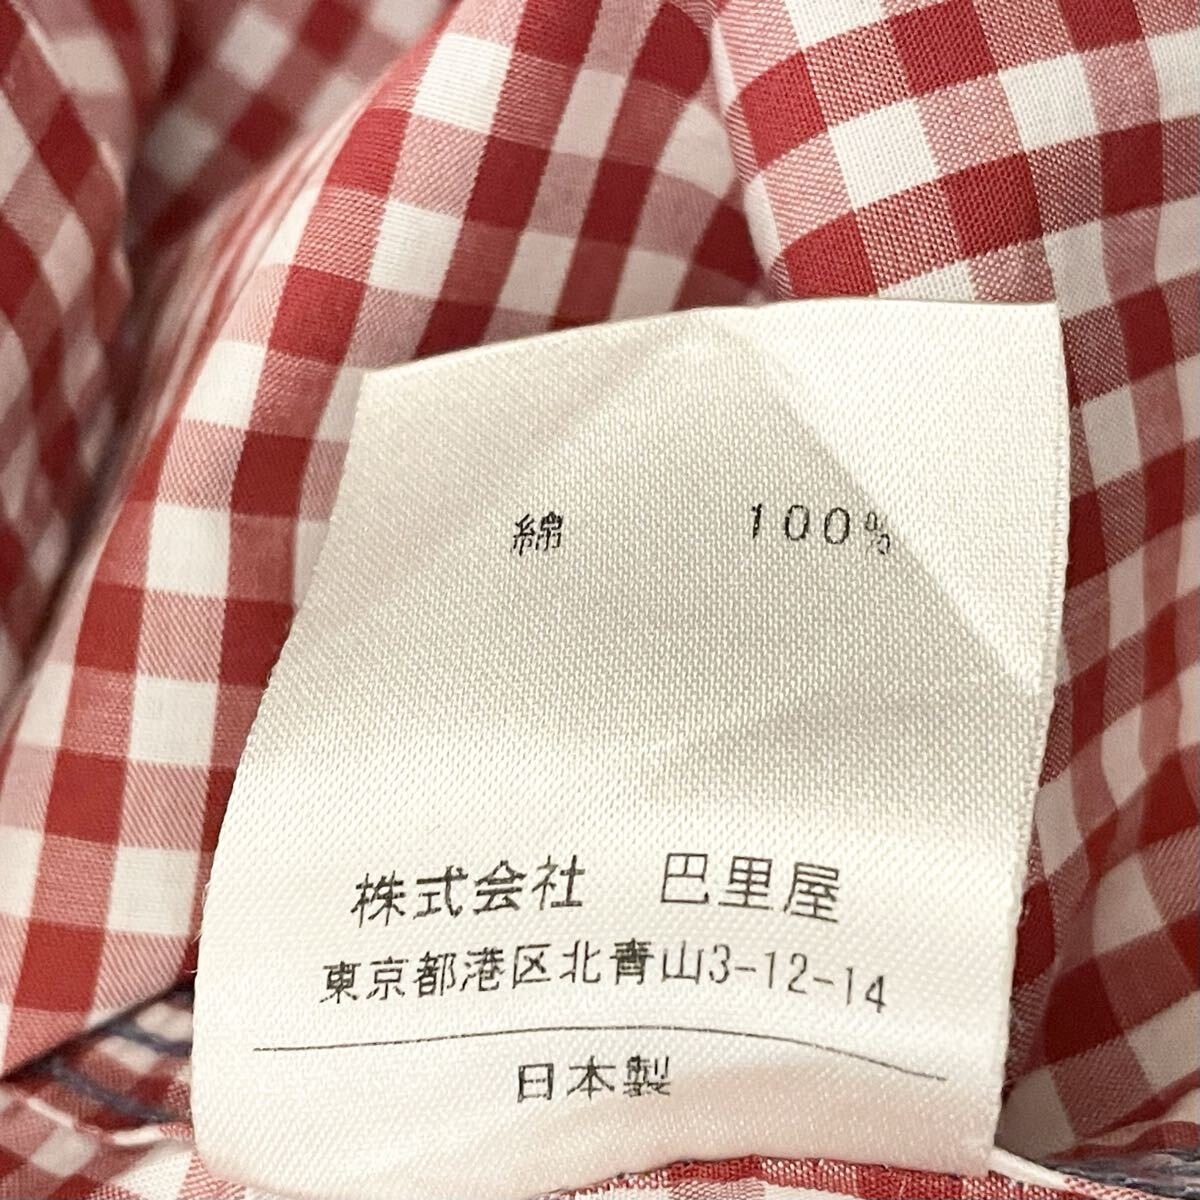 綿 100%
株式会社 巴里屋
東京都港区北青山3-12-14
日本製